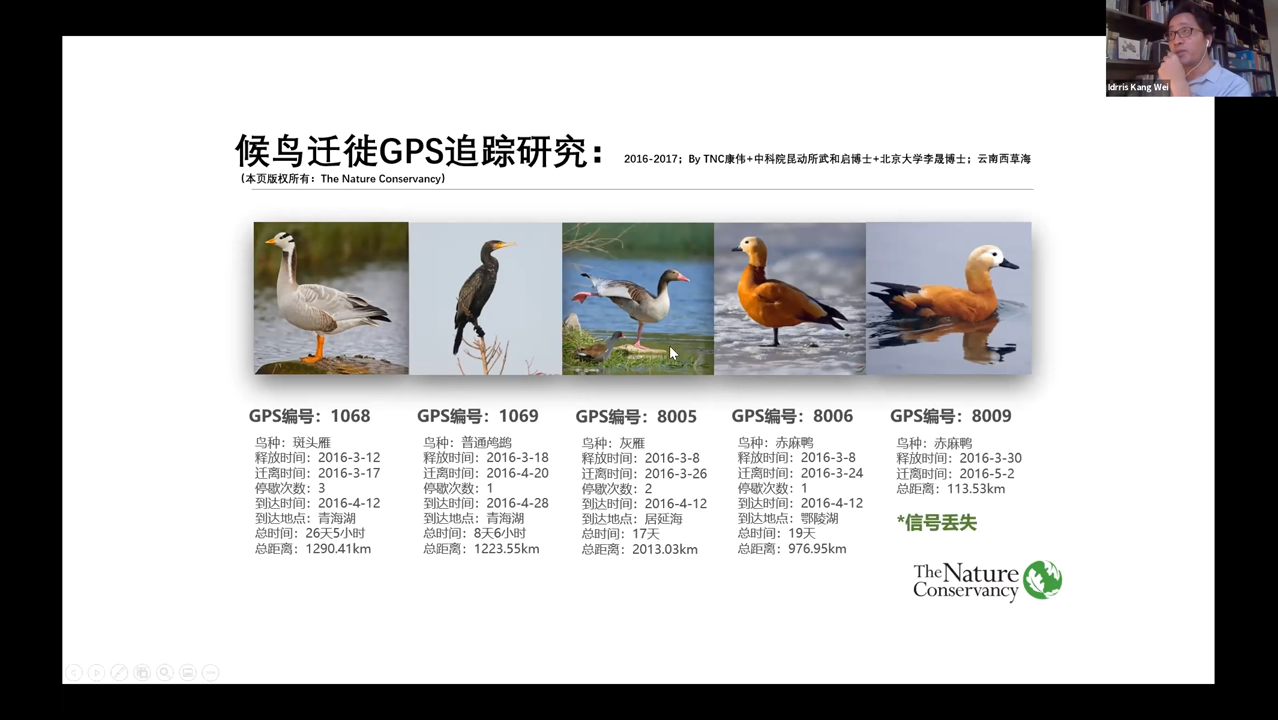 Idrris Kang Wei
候鸟迁徙GPS追踪研究： 2016-2017；By TNC康伟+中科院昆动所武和启博士+北京大学李晟博士；云南西草海
（本页版权所有：The Nature Conservancy）
GPS编号：1068
鸟种：斑头雁
释放时间：2016-3-12
迁离时间：2016-3-17
停歇次数：3
到达时间：2016-4-12
到达地点：青海湖
总时间：26天5小时
总距离：1290.41km
GPS编号：1069
鸟种：普通鸬鹚
释放时间：2016-3-18
迁离时间：2016-4-20
停歇次数：1
到达时间：2016-4-28
到达地点：青海湖
总时间：8天6小时
总距离：1223.55km
GPS编号：8005
鸟种：灰雁
释放时间：2016-3-8
迁离时间：2016-3-26
停歇次数：2
到达时间：2016-4-12
到达地点：居延海
总时间：17天
总距离：2013.03km
GPS编号：8006
鸟种：赤麻鸭
释放时间：2016-3-8
迁离时间：2016-3-24
停歇次数：1
到达时间：2016-4-12
到达地点：鄂陵湖
总时间：19天
总距离：976.95km
GPS编号：8009
鸟种：赤麻鸭
释放时间：2016-3-30
迁离时间：2016-5-2
总距离：113.53km
*信号丢失
The Nature
Conservancy